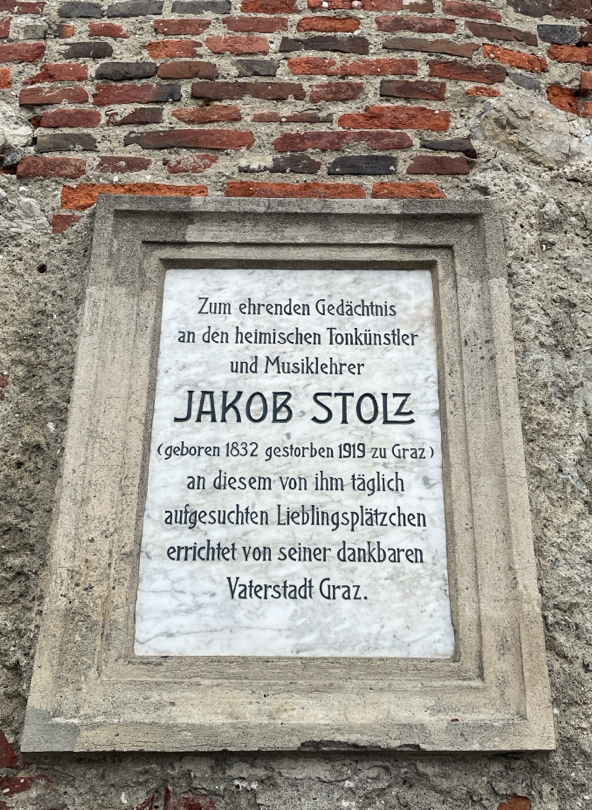 Zum ehrenden Gedächtnis
an den heimischen Tonkünstler
und Musiklehrer
JAKOB STOLZ
(geboren 1832 gestorben 1919 zu Graz)
an diesem von ihm täglich
aufgesuchten Lieblingsplätzchen
errichtet von seiner dankbaren
Vaterstadt Graz.